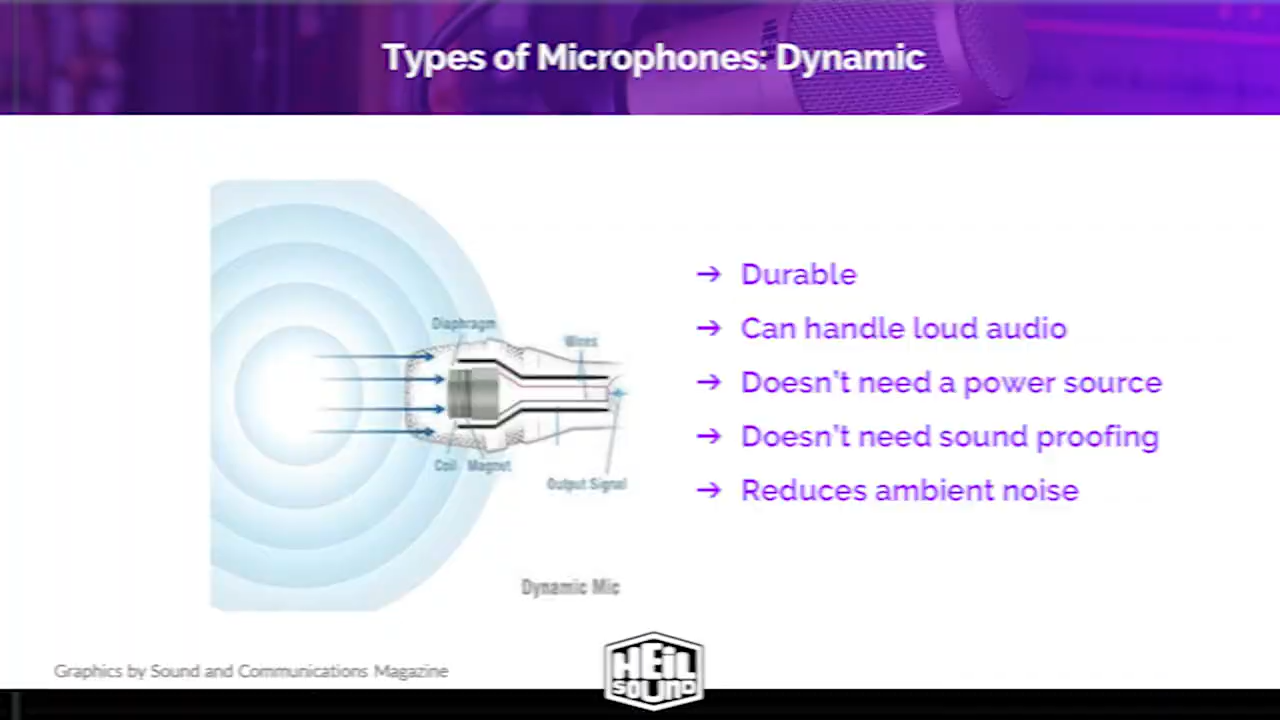 Types of Microphones: Dynamic
Diaphragm
Wires
Coil Magnet
Output Signal
Dynamic Mic
→ Durable
→ Can handle loud audio
→ Doesn't need a power source
→ Doesn't need sound proofing
→ Reduces ambient noise
Graphics by Sound and Communications Magazine
HEiL
SOUND